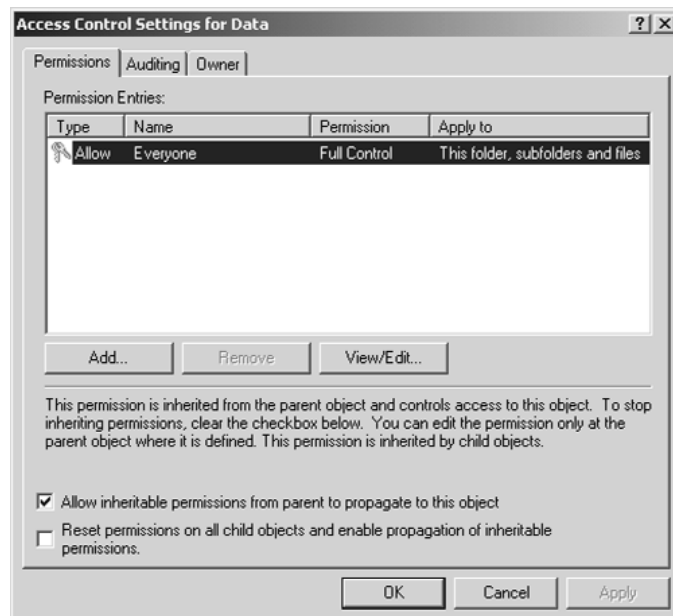 Access Control Settings for Data
Permissions Auditing Owner
Permission Entries:
Type Name Permission Apply to
Allow Everyone Full Control This folder, subfolders and files
Add... Remove View/Edit...
This permission is inherited from the parent object and controls access to this object. To stop
inheriting permissions, clear the checkbox below. You can edit the permission only at the
parent object where it is defined. This permission is inherited by child objects.
Allow inheritable permissions from parent to propagate to this object
Reset permissions on all child objects and enable propagation of inheritable
permissions.
OK Cancel Apply